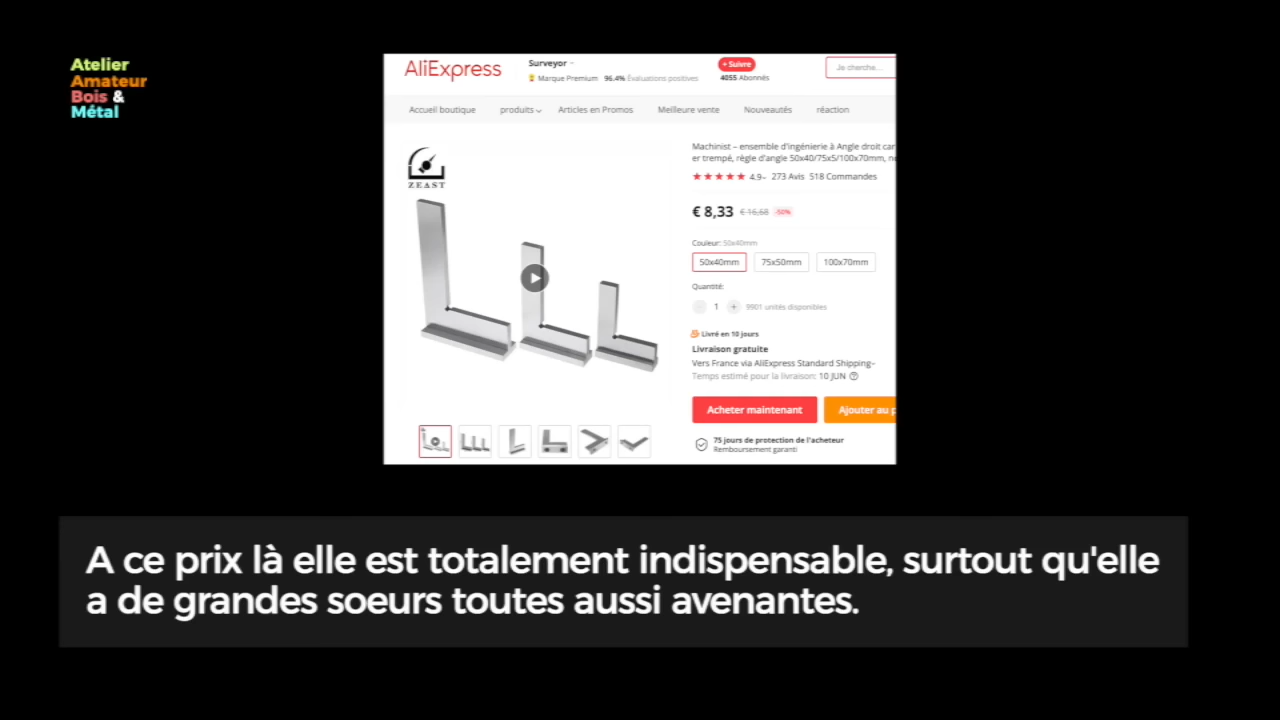 Atelier
Amateur
Bois &
Métal
AliExpress
Surveyor
Marque Premium 96.4% Évaluations positives
+ Suivre
4055 Abonnés
Je cherche...
Accueil boutique produits Articles en Promos Meilleure vente Nouveautés réaction
ZEAST
Machinist – ensemble d'ingénierie à Angle droit car
er trempé, règle d'angle 50x40/75x5/100x70mm, n
4.9 273 Avis 518 Commandes
€ 8,33 € 16,68 -50%
Couleur: 50x40mm
50x40mm 75x50mm 100x70mm
Quantité:
− 1 + 9901 unités disponibles
Livré en 10 jours
Livraison gratuite
Vers France via AliExpress Standard Shipping
Temps estimé pour la livraison: 10 JUN
Acheter maintenant Ajouter au p
75 jours de protection de l'acheteur
Remboursement garanti
A ce prix là elle est totalement indispensable, surtout qu'elle
a de grandes soeurs toutes aussi avenantes.